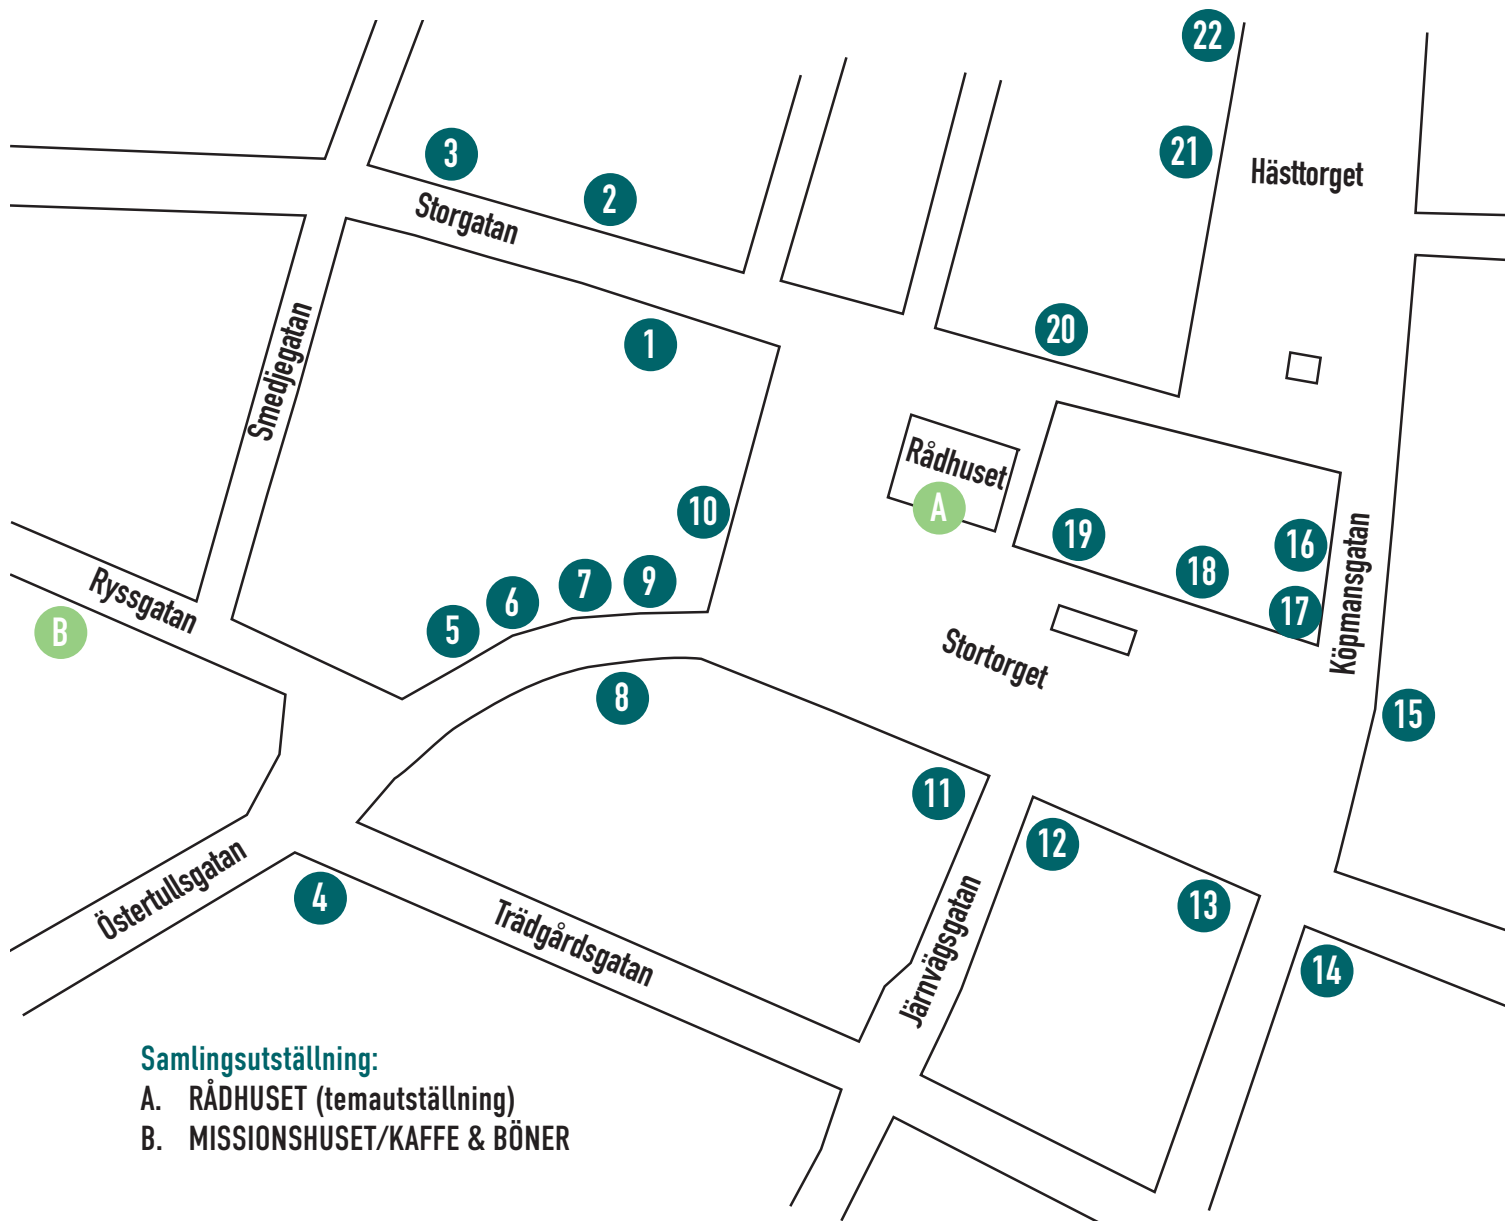 22
3
21
Hästtorget
2
Storgatan
20
1
Smedjegatan
Rådhuset
A
10
19
16
18
Köpmansgatan
7
9
6
17
Ryssgatan
B
5
Stortorget
8
15
11
12
Östertullsgatan
4
13
Trädgårdsgatan
Järnvägsgatan
14
Samlingsutställning:
A. RÅDHUSET (temautställning)
B. MISSIONSHUSET/KAFFE & BÖNER